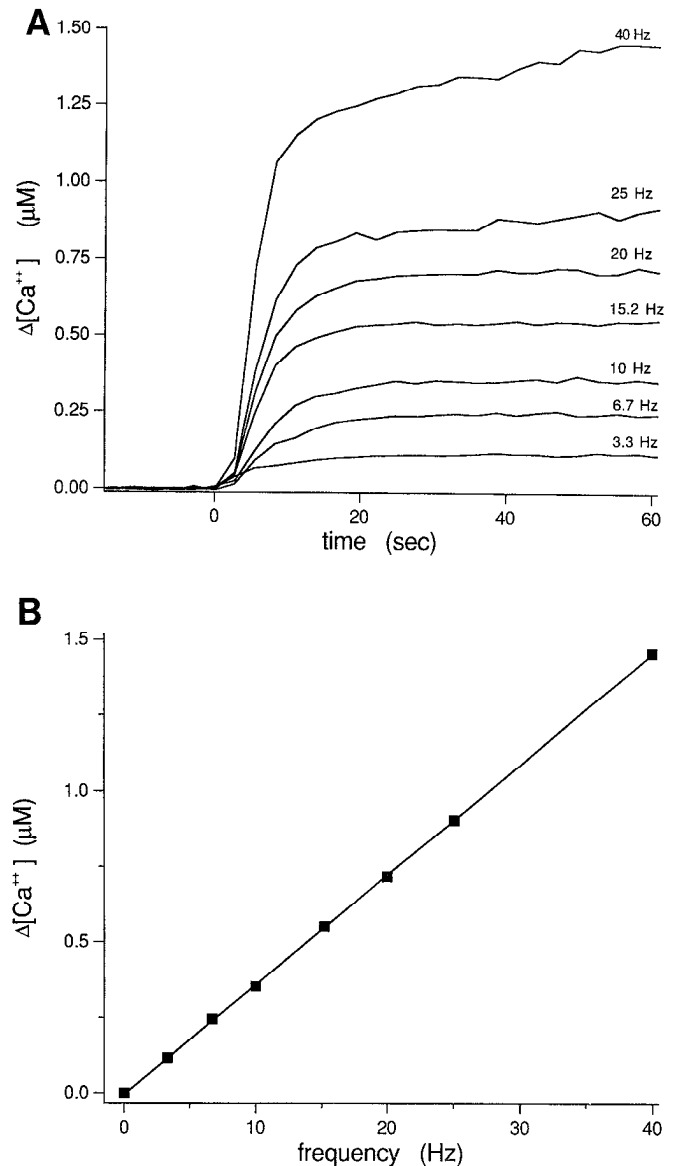 A
1.50
1.25
1.00
0.75
0.50
0.25
0.00
Δ[Ca⁺⁺] (μM)
40 Hz
25 Hz
20 Hz
15.2 Hz
10 Hz
6.7 Hz
3.3 Hz
0 20 40 60
time (sec)
B
1.5
1.0
0.5
0.0
Δ[Ca⁺⁺] (μM)
0 10 20 30 40
frequency (Hz)